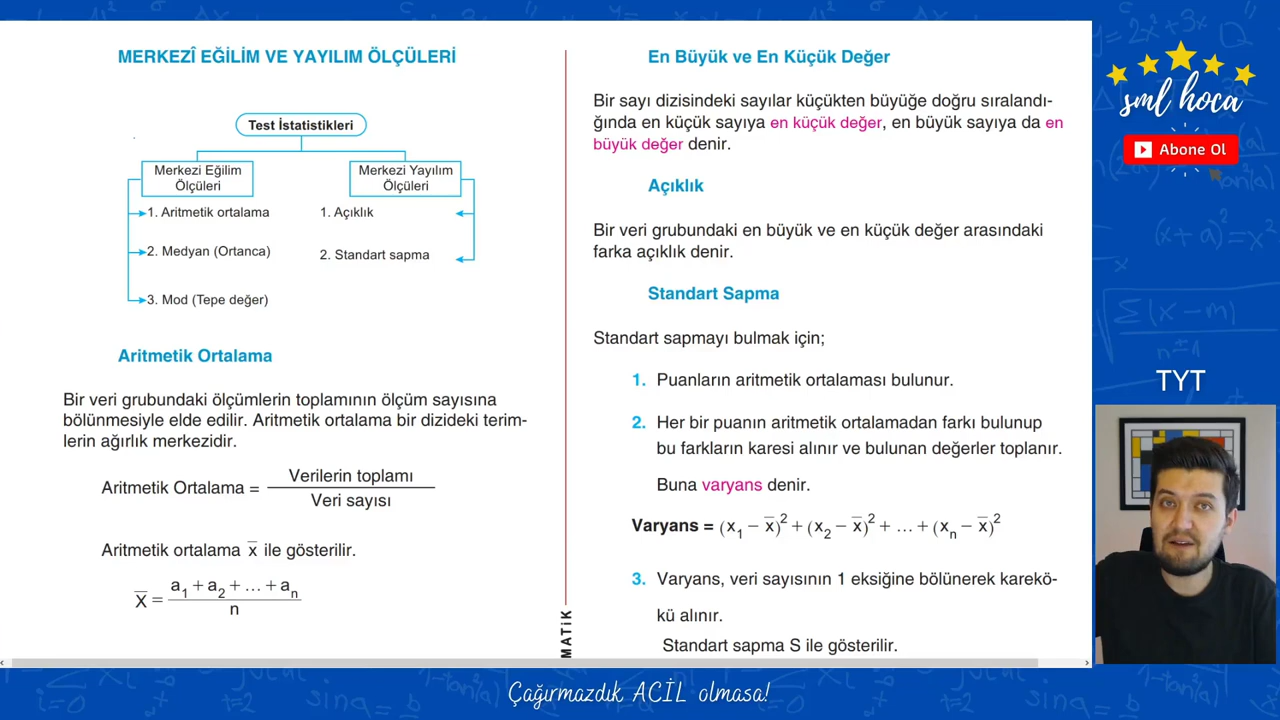 MERKEZÎ EĞİLİM VE YAYILIM ÖLÇÜLERİ
Test İstatistikleri
Merkezi Eğilim
Ölçüleri
Merkezi Yayılım
Ölçüleri
1. Aritmetik ortalama
2. Medyan (Ortanca)
3. Mod (Tepe değer)
1. Açıklık
2. Standart sapma
Aritmetik Ortalama
Bir veri grubundaki ölçümlerin toplamının ölçüm sayısına
bölünmesiyle elde edilir. Aritmetik ortalama bir dizideki terim-
lerin ağırlık merkezidir.
Aritmetik Ortalama = Verilerin toplamı
Veri sayısı
Aritmetik ortalama x̅ ile gösterilir.
X̅ = a₁ + a₂ + ... + aₙ
n
MATİK
En Büyük ve En Küçük Değer
Bir sayı dizisindeki sayılar küçükten büyüğe doğru sıralandı-
ğında en küçük sayıya en küçük değer, en büyük sayıya da en
büyük değer denir.
Açıklık
Bir veri grubundaki en büyük ve en küçük değer arasındaki
farka açıklık denir.
Standart Sapma
Standart sapmayı bulmak için;
1. Puanların aritmetik ortalaması bulunur.
2. Her bir puanın aritmetik ortalamadan farkı bulunup
bu farkların karesi alınır ve bulunan değerler toplanır.
Buna varyans denir.
Varyans = (x₁ − x̅)² + (x₂ − x̅)² + ... + (xₙ − x̅)²
3. Varyans, veri sayısının 1 eksiğine bölünerek karekö-
kü alınır.
Standart sapma S ile gösterilir.
sml hoca
Abone Ol
TYT
Çağırmazdık ACİL olmasa!